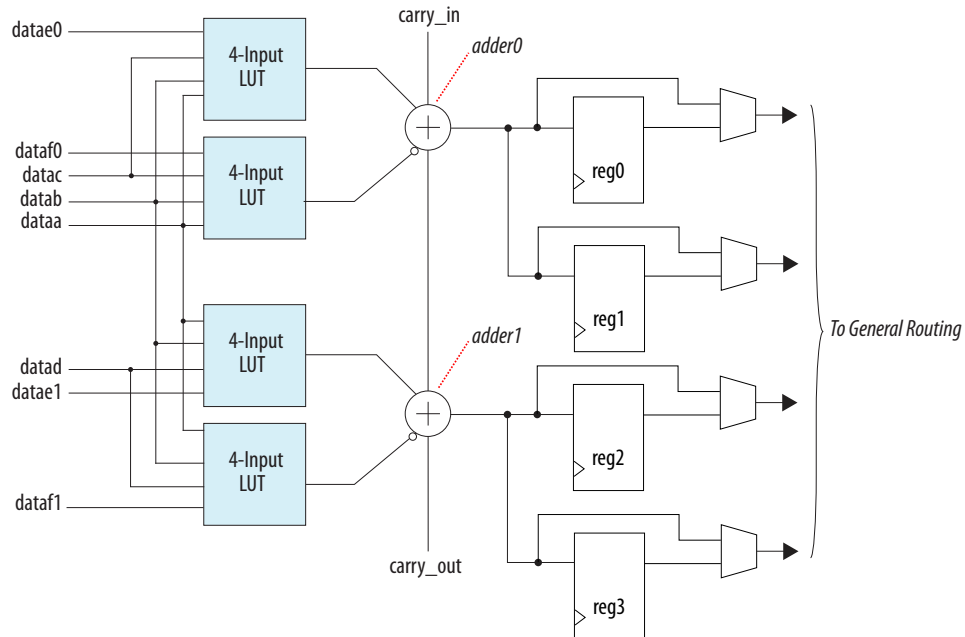 carry_in
datae0
4-Input
LUT
adder0
dataf0
datac
datab
dataa
4-Input
LUT
reg0
reg1
To General Routing
4-Input
LUT
adder1
datad
datae1
4-Input
LUT
reg2
dataf1
carry_out
reg3